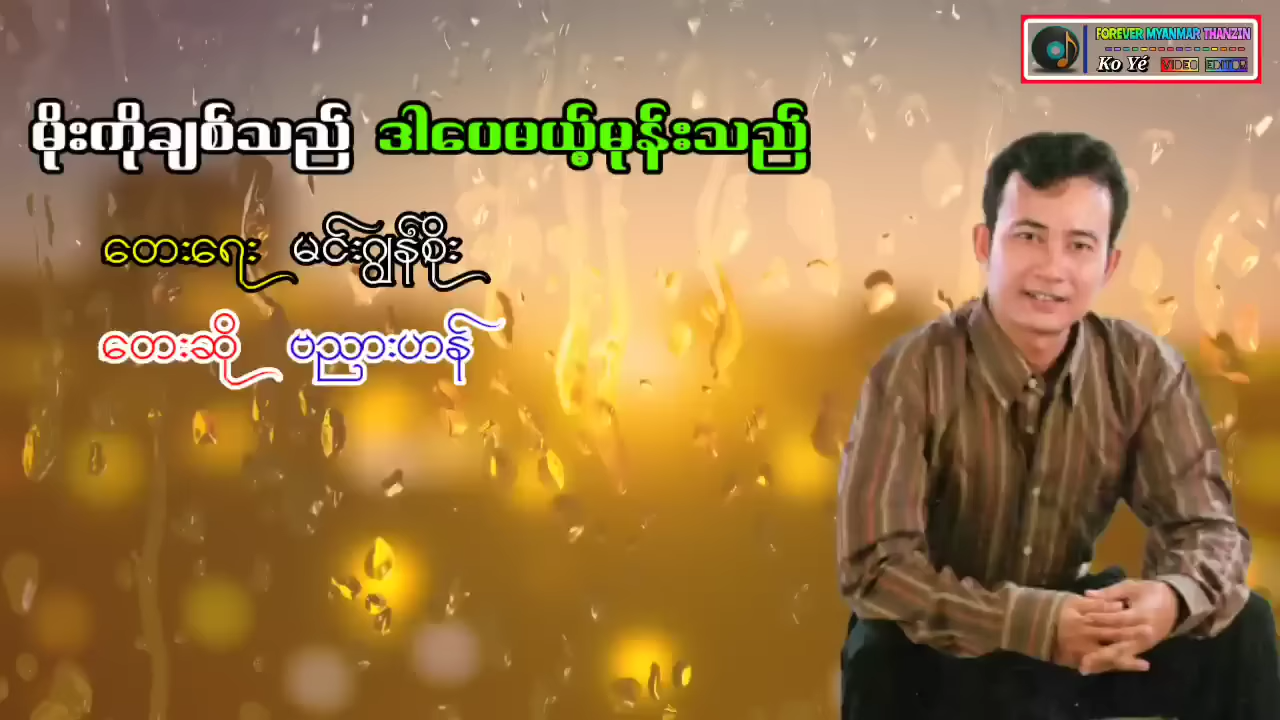 FOREVER MYANMAR THANZIN
Ko Yé VIDEO EDITOR
မိုးကိုချစ်သည် ဒါပေမယ့်မုန်းသည်
တေးရေး မင်းဂျွန်စိုး
တေးဆို ဗညားဟန်